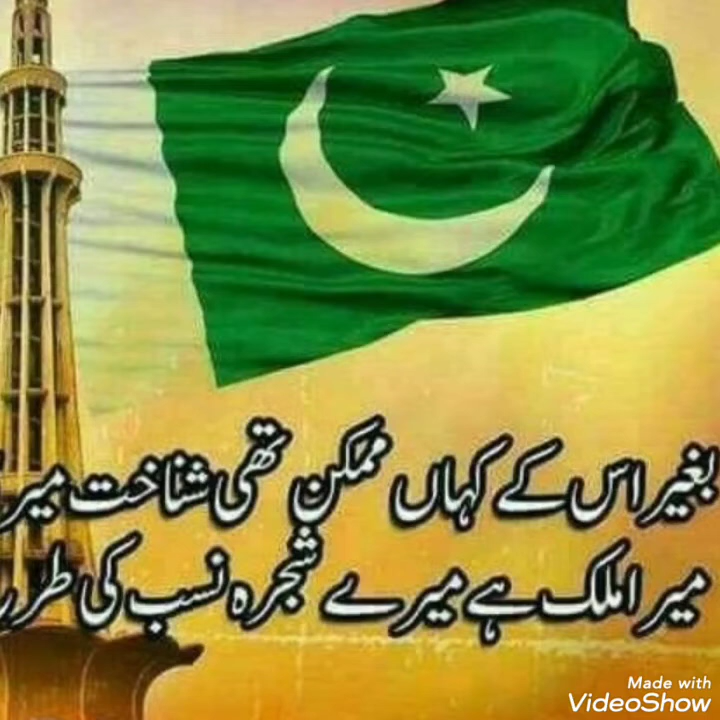 بغیر اس کے کہاں ممکن تھی شناخت میر
میرا ملک ہے میرے شجرہ نسب کی طر
Made with
VideoShow